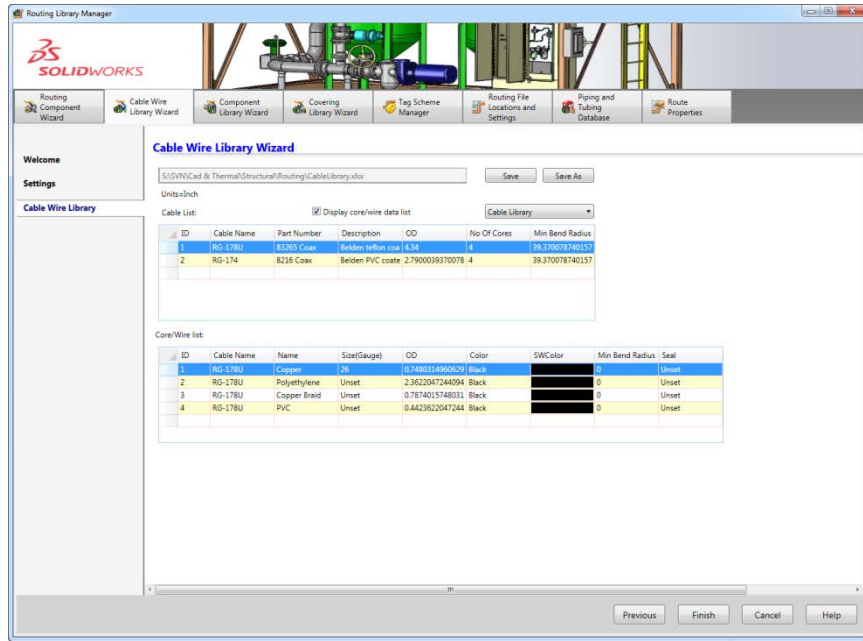 Routing Library Manager
SOLIDWORKS
Routing Component Wizard
Cable Wire Library Wizard
Component Library Wizard
Covering Library Wizard
Tag Scheme Manager
Routing File Locations and Settings
Piping and Tubing Database
Route Properties
Welcome
Settings
Cable Wire Library
Cable Wire Library Wizard
S:\SVN\Cad & Thermal\Structural\Routing\CableLibrary.xlsx Save Save As
Units=Inch
Cable List: Display core/wire data list Cable Library
ID Cable Name Part Number Description OD No Of Cores Min Bend Radius
1 RG-178U 83265 Coax Belden teflon coa 4.34 4 39.370078740157
2 RG-174 8216 Coax Belden PVC coate 2.7900039370078 4 39.370078740157
Core/Wire list:
ID Cable Name Name Size(Gauge) OD Color SWColor Min Bend Radius Seal
1 RG-178U Copper 26 0.7480314960629 Black 0 Unset
2 RG-178U Polyethylene Unset 2.3622047244094 Black 0 Unset
3 RG-178U Copper Braid Unset 0.7874015748031 Black 0 Unset
4 RG-178U PVC Unset 0.4423622047244 Black 0 Unset
Previous Finish Cancel Help